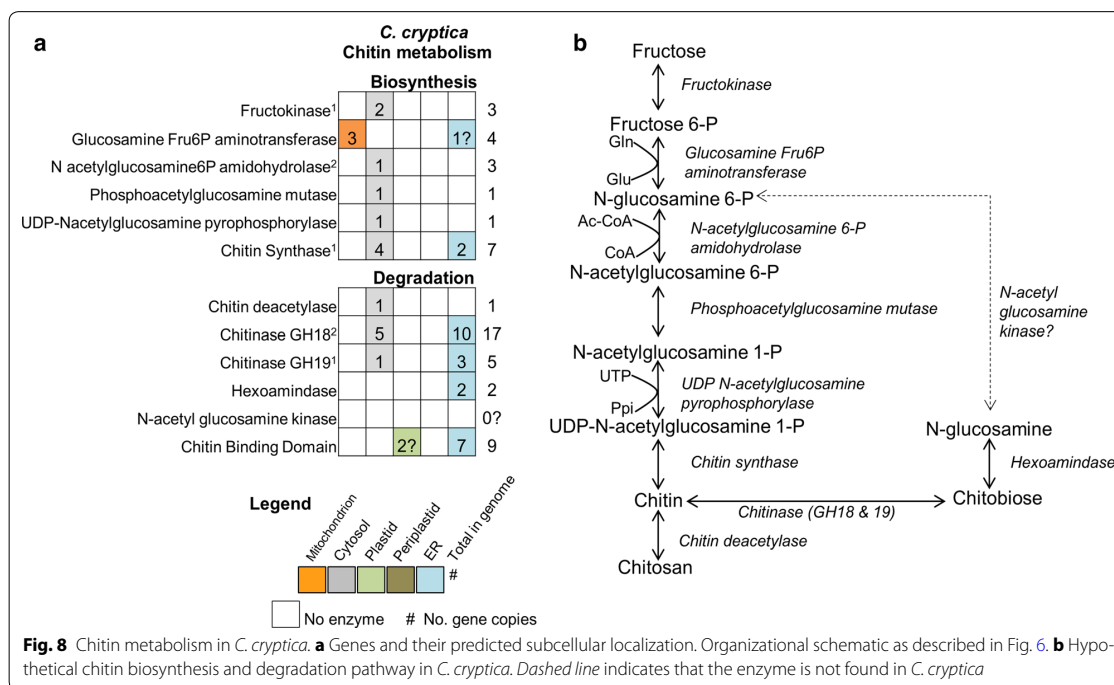 a
C. cryptica
Chitin metabolism
Biosynthesis
Fructokinase¹ 2 3
Glucosamine Fru6P aminotransferase 3 1? 4
N acetylglucosamine6P amidohydrolase² 1 3
Phosphoacetylglucosamine mutase 1 1
UDP-Nacetylglucosamine pyrophosphorylase 1 1
Chitin Synthase¹ 4 2 7
Degradation
Chitin deacetylase 1 1
Chitinase GH18² 5 10 17
Chitinase GH19¹ 1 3 5
Hexoamindase 2 2
N-acetyl glucosamine kinase 0?
Chitin Binding Domain 2? 7 9
Legend
Mitochondrion
Cytosol
Plastid
Periplastid
ER
Total in genome
#
No enzyme # No. gene copies
b
Fructose
Fructokinase
Fructose 6-P
Gln
Glu
Glucosamine Fru6P
aminotransferase
N-glucosamine 6-P
Ac-CoA
CoA
N-acetylglucosamine 6-P
amidohydrolase
N-acetylglucosamine 6-P
Phosphoacetylglucosamine mutase
N-acetylglucosamine 1-P
UTP
Ppi
UDP N-acetylglucosamine
pyrophosphorylase
UDP-N-acetylglucosamine 1-P
Chitin synthase
Chitin
Chitinase (GH18 & 19)
Chitobiose
Hexoamindase
N-glucosamine
N-acetyl
glucosamine
kinase?
Chitin deacetylase
Chitosan
Fig. 8 Chitin metabolism in C. cryptica. a Genes and their predicted subcellular localization. Organizational schematic as described in Fig. 6. b Hypo-
thetical chitin biosynthesis and degradation pathway in C. cryptica. Dashed line indicates that the enzyme is not found in C. cryptica